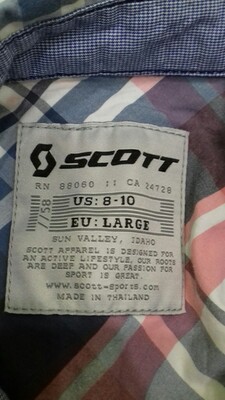 SCOTT
RN 88060 11 CA 24728
7/58
US: 8-10
EU: LARGE
SUN VALLEY, IDAHO
SCOTT APPAREL IS DESIGNED FOR
AN ACTIVE LIFESTYLE, OUR ROOTS
ARE DEEP AND OUR PASSION FOR
SPORT IS GREAT.
www.scott-sports.com
MADE IN THAILAND